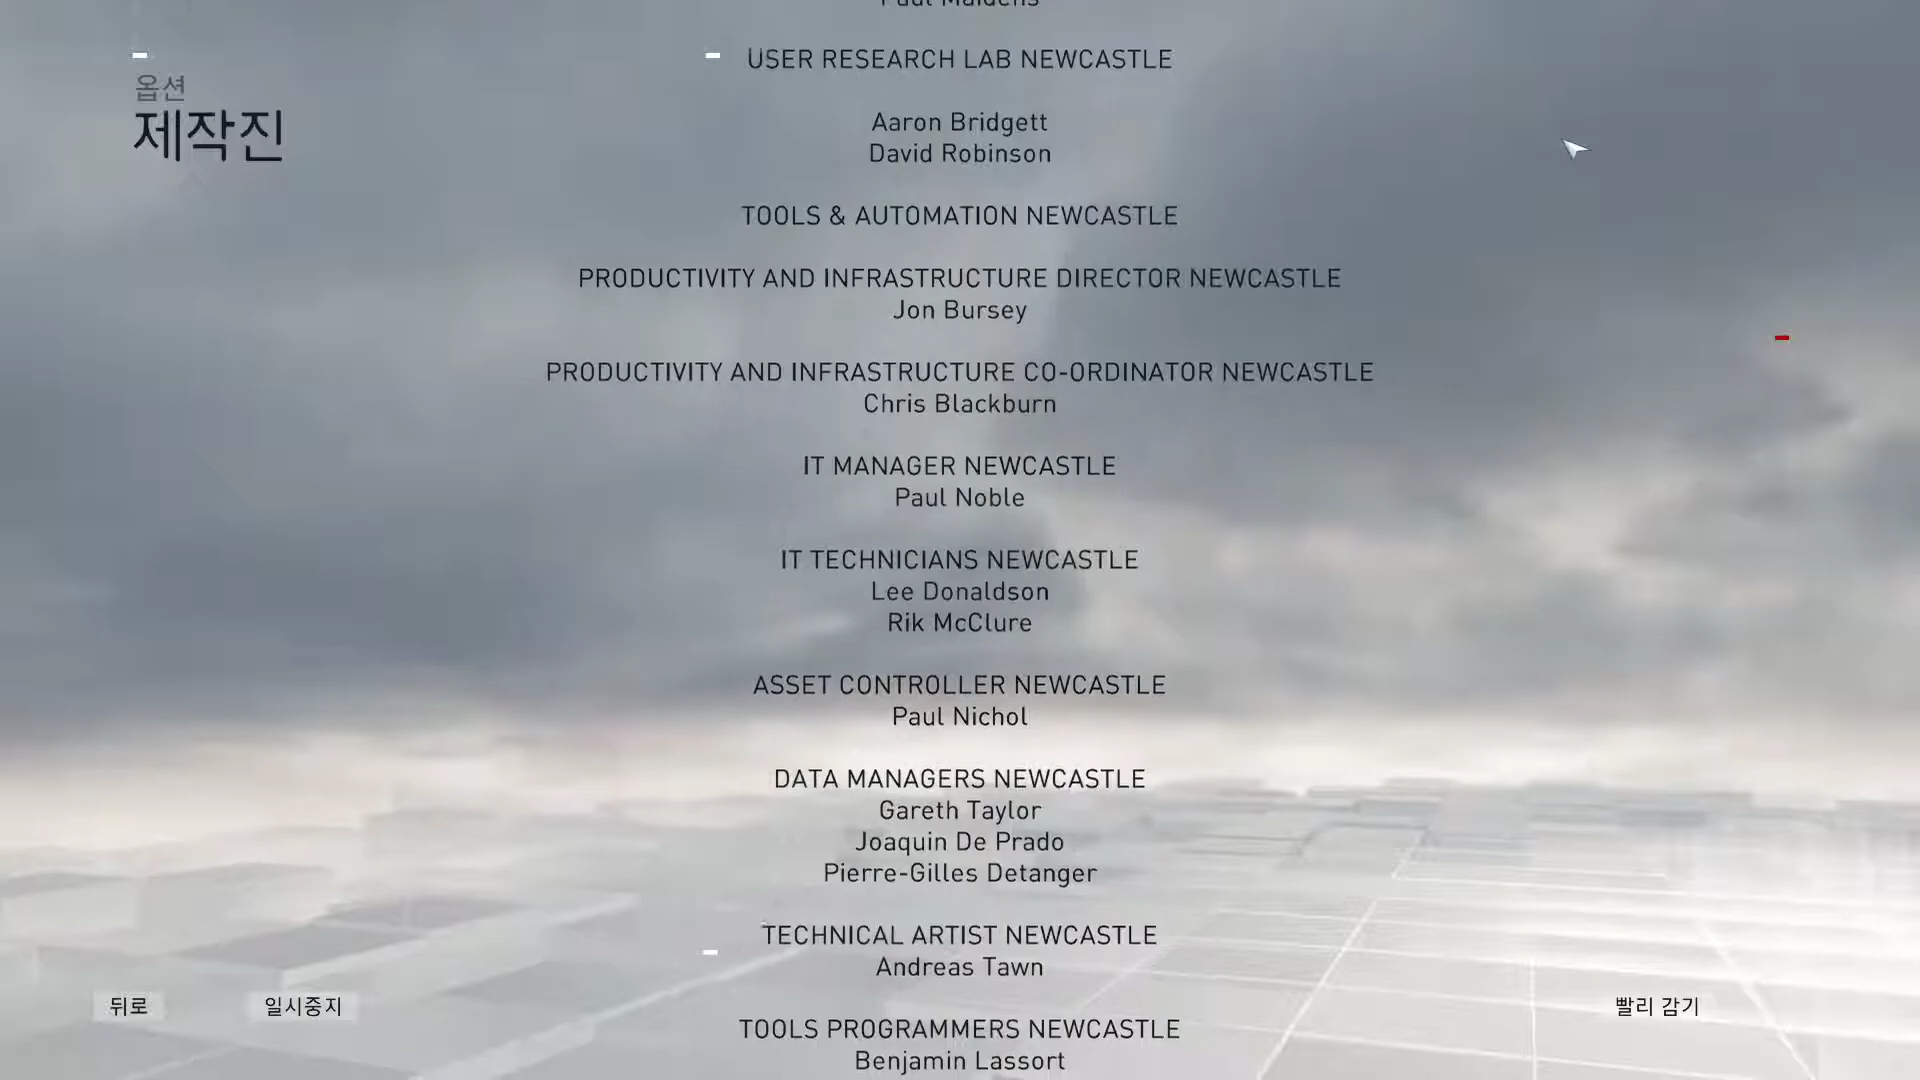 Paul Maidens
USER RESEARCH LAB NEWCASTLE
옵션
제작진
Aaron Bridgett
David Robinson
TOOLS & AUTOMATION NEWCASTLE
PRODUCTIVITY AND INFRASTRUCTURE DIRECTOR NEWCASTLE
Jon Bursey
PRODUCTIVITY AND INFRASTRUCTURE CO-ORDINATOR NEWCASTLE
Chris Blackburn
IT MANAGER NEWCASTLE
Paul Noble
IT TECHNICIANS NEWCASTLE
Lee Donaldson
Rik McClure
ASSET CONTROLLER NEWCASTLE
Paul Nichol
DATA MANAGERS NEWCASTLE
Gareth Taylor
Joaquin De Prado
Pierre-Gilles Detanger
TECHNICAL ARTIST NEWCASTLE
Andreas Tawn
TOOLS PROGRAMMERS NEWCASTLE
Benjamin Lassort
뒤로
일시중지
빨리 감기